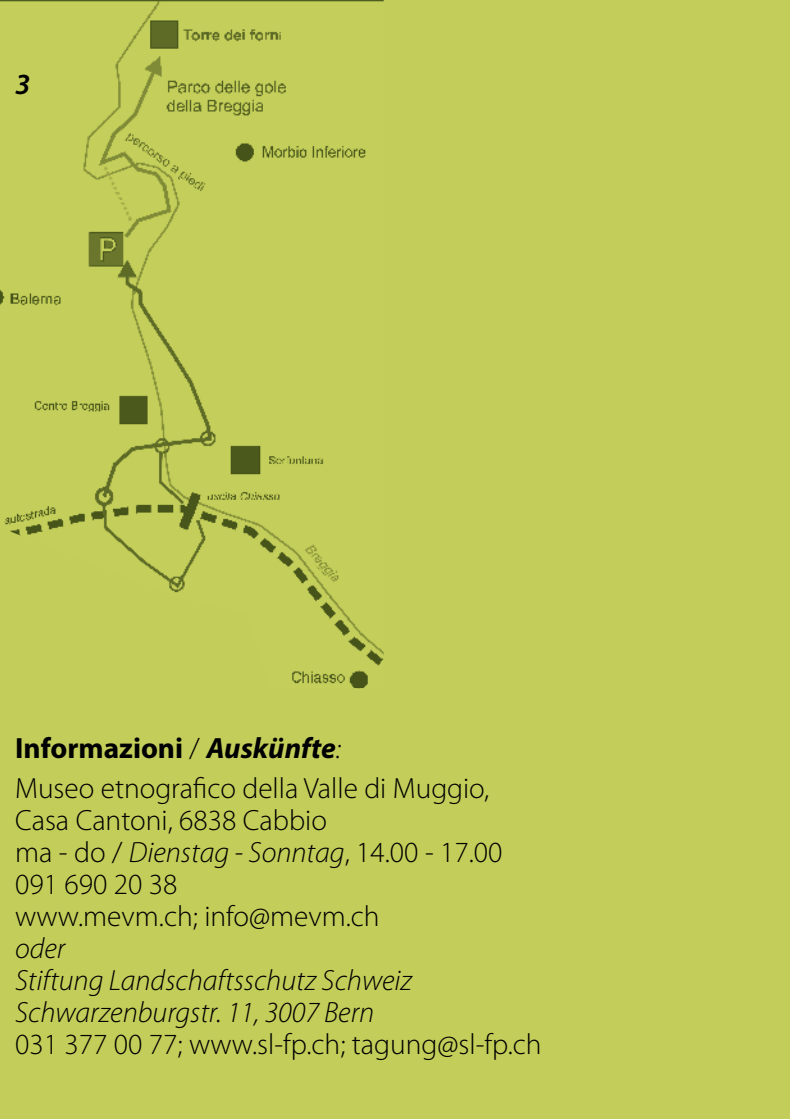 Torre dei forni
3
Parco delle gole
della Breggia
percorso a piedi
Morbio Inferiore
P
Balerna
Centro Breggia
Serfontana
uscita Chiasso
autostrada
Breggia
Chiasso
Informazioni / Auskünfte:
Museo etnografico della Valle di Muggio,
Casa Cantoni, 6838 Cabbio
ma - do / Dienstag - Sonntag, 14.00 - 17.00
091 690 20 38
www.mevm.ch; info@mevm.ch
oder
Stiftung Landschaftsschutz Schweiz
Schwarzenburgstr. 11, 3007 Bern
031 377 00 77; www.sl-fp.ch; tagung@sl-fp.ch